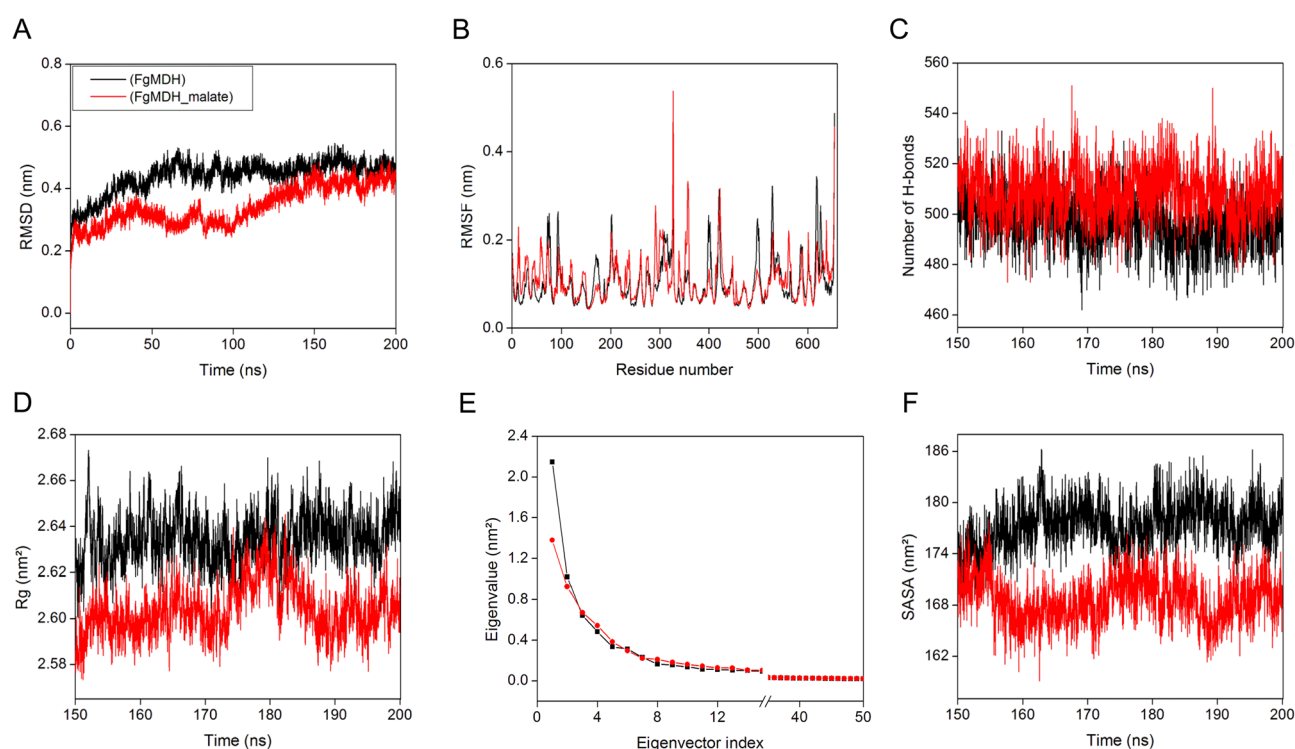 A
0.8
0.6
0.4
0.2
0.0
RMSD (nm)
(FgMDH)
(FgMDH_malate)
0 50 100 150 200
Time (ns)
B
0.6
0.4
0.2
0.0
RMSF (nm)
0 100 200 300 400 500 600
Residue number
C
560
540
520
500
480
460
Number of H-bonds
150 160 170 180 190 200
Time (ns)
D
2.68
2.66
2.64
2.62
2.60
2.58
Rg (nm²)
150 160 170 180 190 200
Time (ns)
E
2.4
2.0
1.6
1.2
0.8
0.4
0.0
Eigenvalue (nm²)
0 4 8 12 40 50
Eigenvector index
F
186
180
174
168
162
SASA (nm²)
150 160 170 180 190 200
Time (ns)